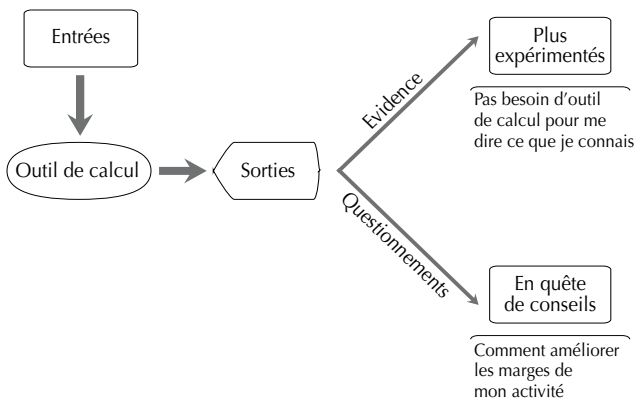 Entrées
Plus
expérimentés
Evidence
Pas besoin d'outil
de calcul pour me
dire ce que je connais
Outil de calcul
Sorties
Questionnements
En quête
de conseils
Comment améliorer
les marges de
mon activité